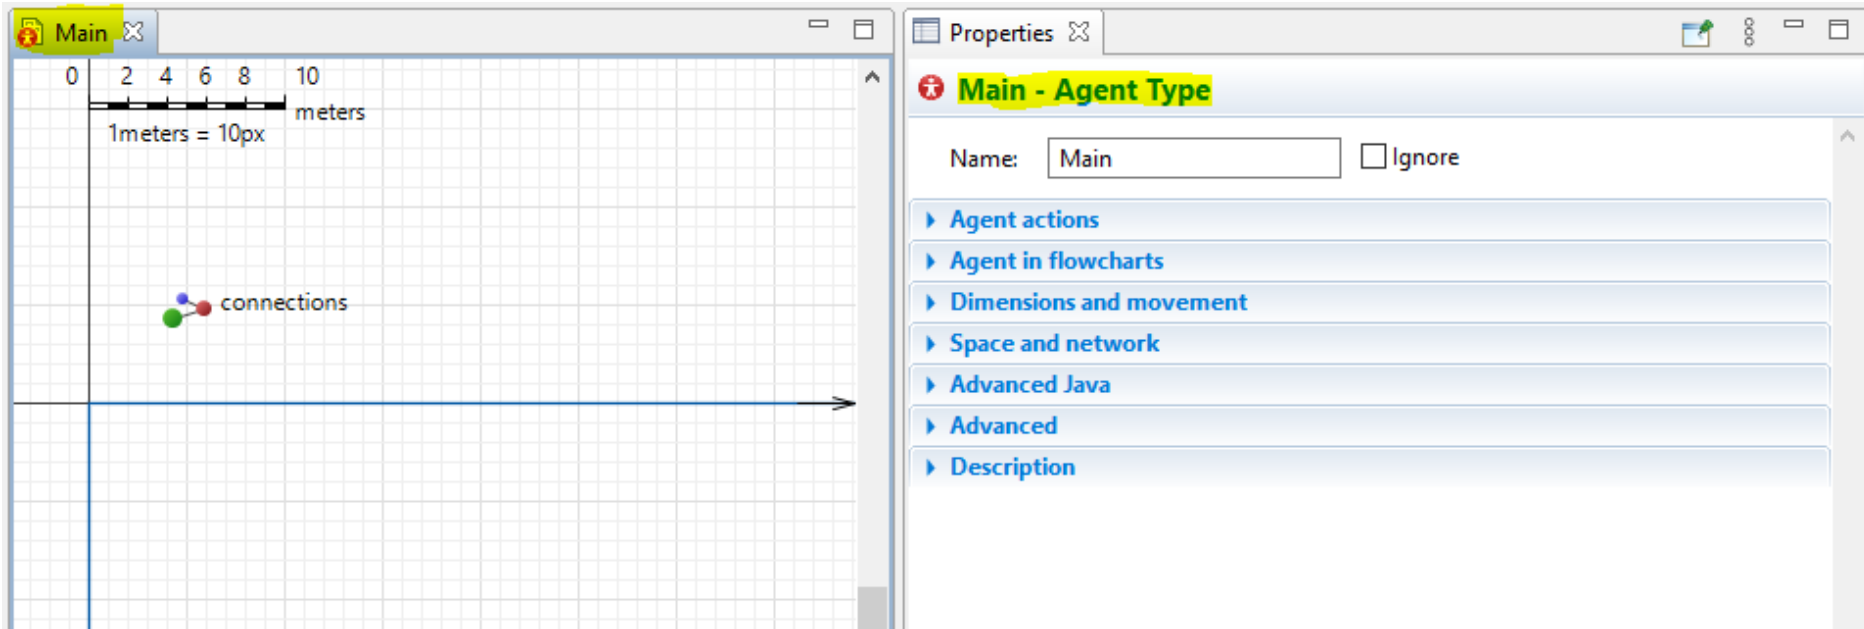 Main
0 2 4 6 8 10
meters
1meters = 10px
connections
Properties
Main - Agent Type
Name: Main Ignore
Agent actions
Agent in flowcharts
Dimensions and movement
Space and network
Advanced Java
Advanced
Description